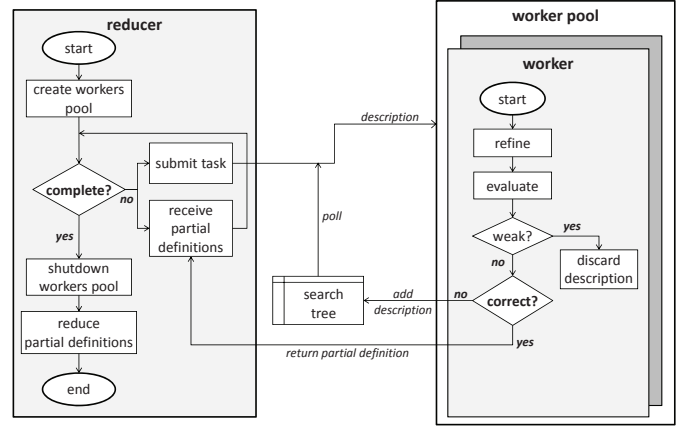 reducer
start
create workers
pool
complete?
no
yes
submit task
receive
partial
definitions
shutdown
workers pool
reduce
partial definitions
end
description
poll
search
tree
add
description
return partial definition
worker pool
worker
start
refine
evaluate
weak?
yes
no
discard
description
correct?
no
yes